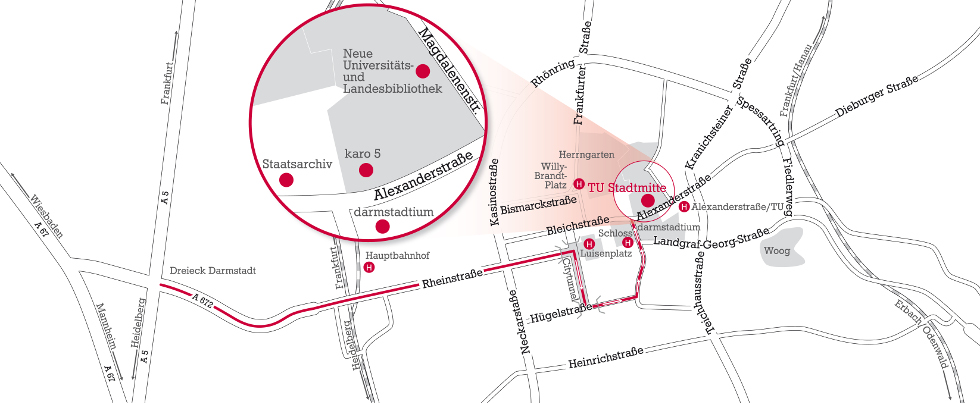 Frankfurt
Wiesbaden
A 67
Mannheim
A 67
A 5
Heidelberg
A 5
Dreieck Darmstadt
A 672
Neue
Universitäts-
und
Landesbibliothek
Magdalenenstr.
Staatsarchiv
karo 5
Alexanderstraße
darmstadtium
Frankfurt
H
Hauptbahnhof
Heidelberg
Rheinstraße
Rhönring
Frankfurter Straße
Kasinostraße
Herrngarten
Willy-
Brandt-
Platz
H
TU Stadtmitte
Bismarckstraße
Bleichstraße
Alexanderstraße
H
Alexanderstraße/TU
darmstadtium
Schloss
H
H
Luisenplatz
Landgraf-Georg-Straße
Citytunnel
Hügelstraße
Neckarstraße
Heinrichstraße
Teichhausstraße
Kranichsteiner Straße
Spessartring
Frankfurt/Hanau
Dieburger Straße
Fiedlerweg
Woog
Erbach/Odenwald